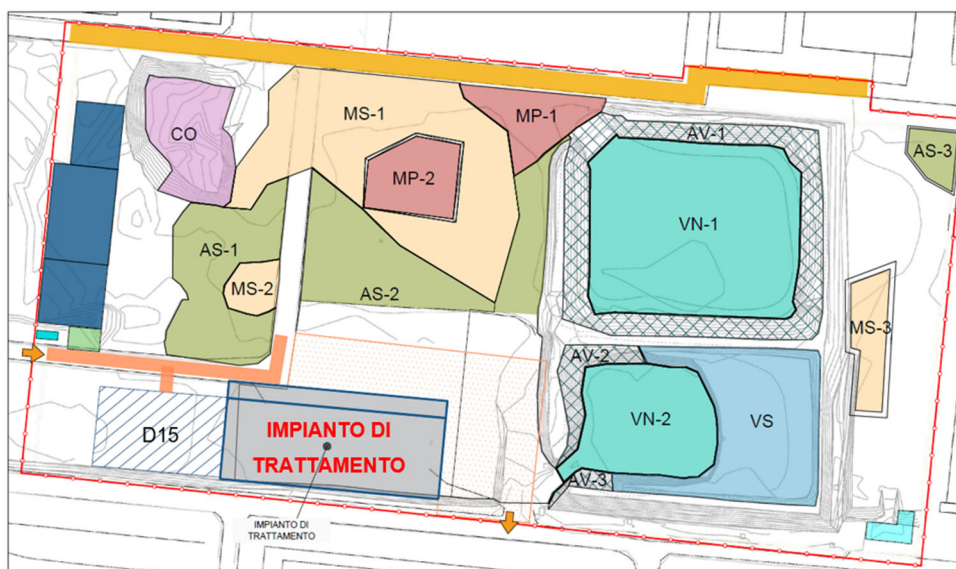 MP-1
MS-1
CO
AV-1
AS-3
MP-2
VN-1
AS-1
MS-2
AS-2
MS-3
AV-2
VN-2
VS
D15
IMPIANTO DI
TRATTAMENTO
AV-3
IMPIANTO DI
TRATTAMENTO